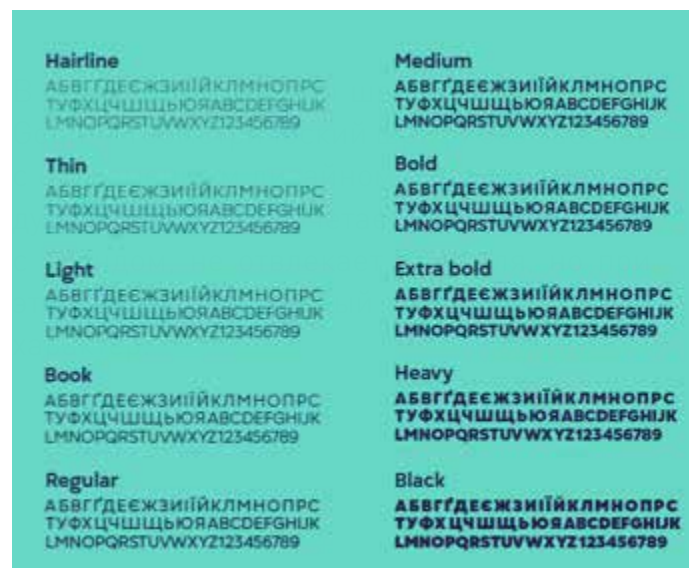 Hairline
АБВГҐДЕЄЖЗИІЇЙКЛМНОПРС
ТУФХЦЧШЩЬЮЯABCDEFGHIJK
LMNOPQRSTUVWXYZ123456789
Thin
АБВГҐДЕЄЖЗИІЇЙКЛМНОПРС
ТУФХЦЧШЩЬЮЯABCDEFGHIJK
LMNOPQRSTUVWXYZ123456789
Light
АБВГҐДЕЄЖЗИІЇЙКЛМНОПРС
ТУФХЦЧШЩЬЮЯABCDEFGHIJK
LMNOPQRSTUVWXYZ123456789
Book
АБВГҐДЕЄЖЗИІЇЙКЛМНОПРС
ТУФХЦЧШЩЬЮЯABCDEFGHIJK
LMNOPQRSTUVWXYZ123456789
Regular
АБВГҐДЕЄЖЗИІЇЙКЛМНОПРС
ТУФХЦЧШЩЬЮЯABCDEFGHIJK
LMNOPQRSTUVWXYZ123456789
Medium
АБВГҐДЕЄЖЗИІЇЙКЛМНОПРС
ТУФХЦЧШЩЬЮЯABCDEFGHIJK
LMNOPQRSTUVWXYZ123456789
Bold
АБВГҐДЕЄЖЗИІЇЙКЛМНОПРС
ТУФХЦЧШЩЬЮЯABCDEFGHIJK
LMNOPQRSTUVWXYZ123456789
Extra bold
АБВГҐДЕЄЖЗИІЇЙКЛМНОПРС
ТУФХЦЧШЩЬЮЯABCDEFGHIJK
LMNOPQRSTUVWXYZ123456789
Heavy
АБВГҐДЕЄЖЗИІЇЙКЛМНОПРС
ТУФХЦЧШЩЬЮЯABCDEFGHIJK
LMNOPQRSTUVWXYZ123456789
Black
АБВГҐДЕЄЖЗИІЇЙКЛМНОПРС
ТУФХЦЧШЩЬЮЯABCDEFGHIJK
LMNOPQRSTUVWXYZ123456789